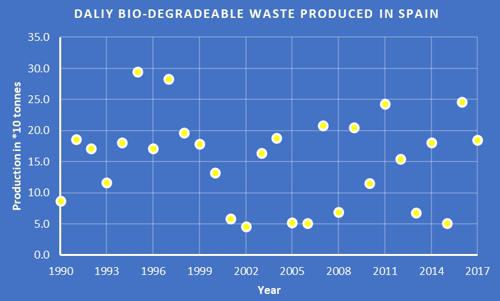 DALIY BIO-DEGRADEABLE WASTE PRODUCED IN SPAIN
35.0
30.0
25.0
20.0
15.0
10.0
5.0
0.0
Production in *10 tonnes
1990 1993 1996 1999 2002 2005 2008 2011 2014 2017
Year